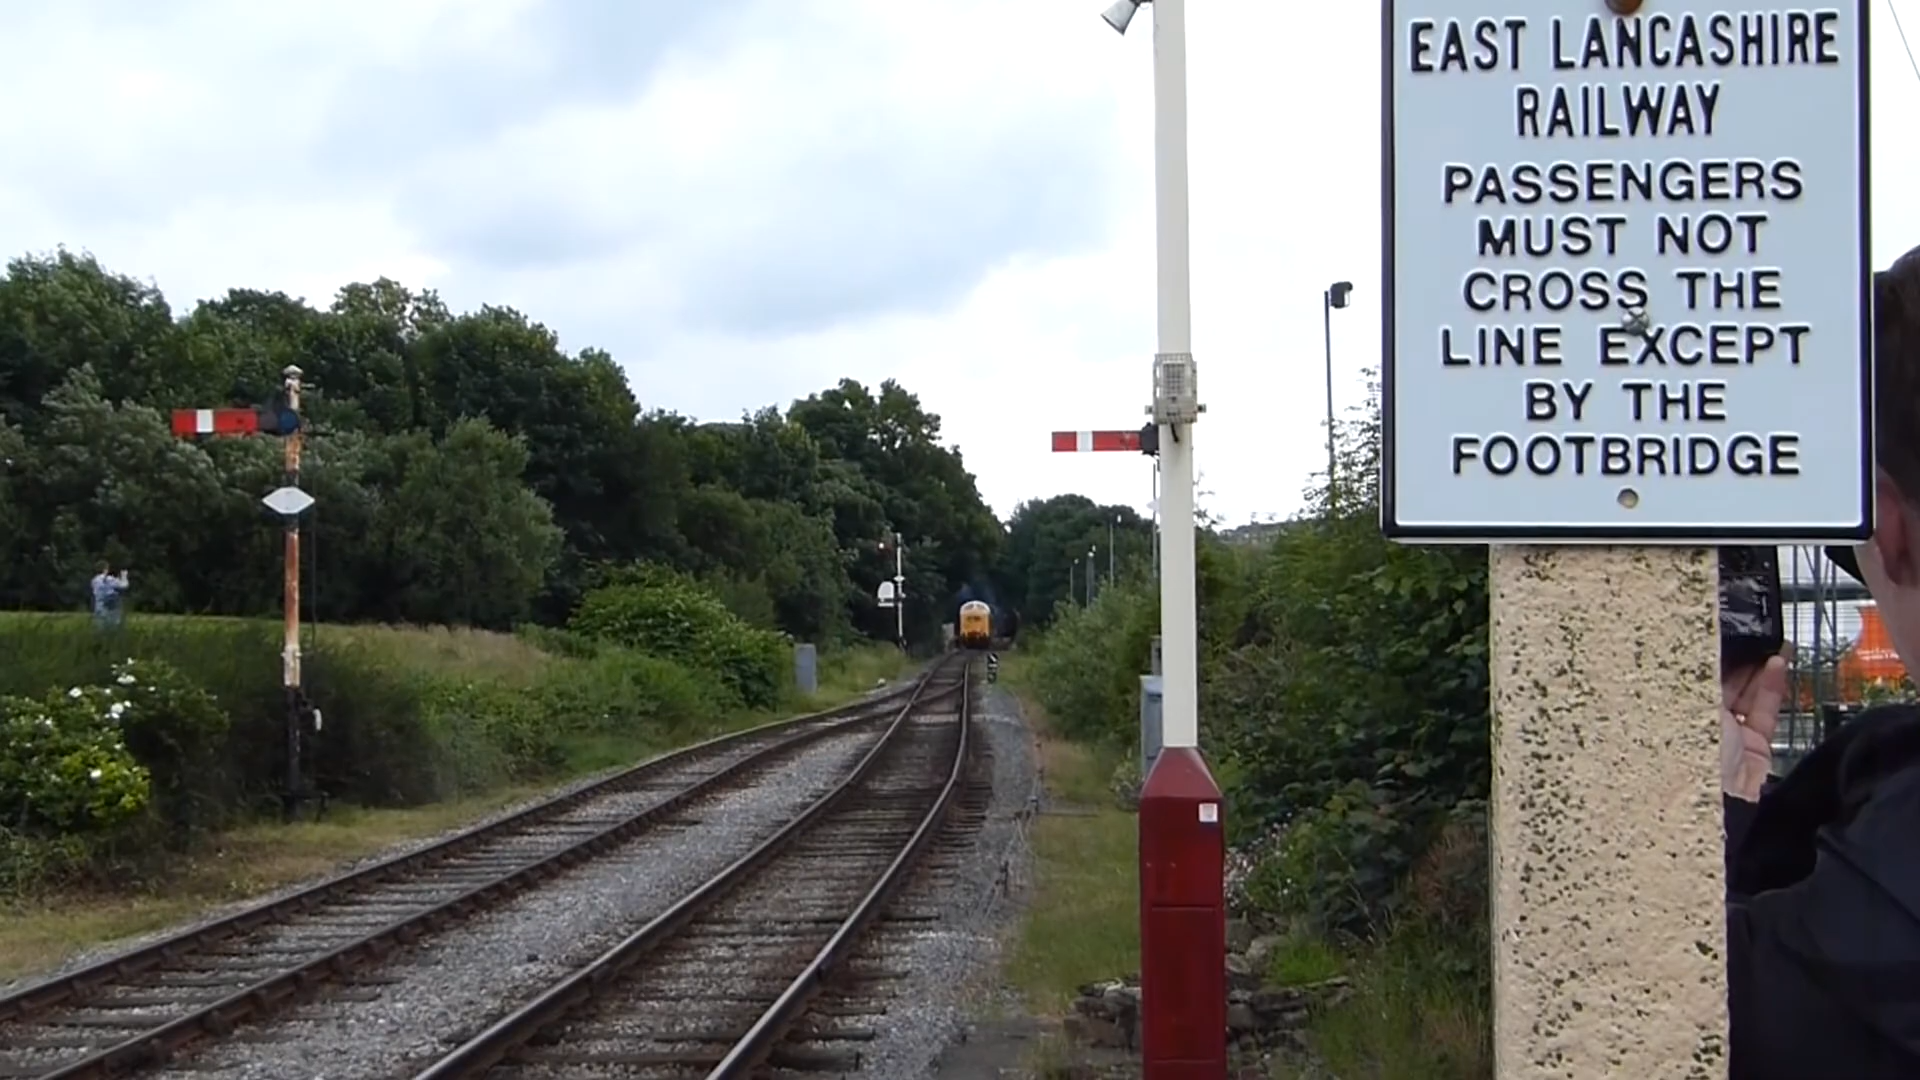 EAST LANCASHIRE
RAILWAY
PASSENGERS
MUST NOT
CROSS THE
LINE EXCEPT
BY THE
FOOTBRIDGE